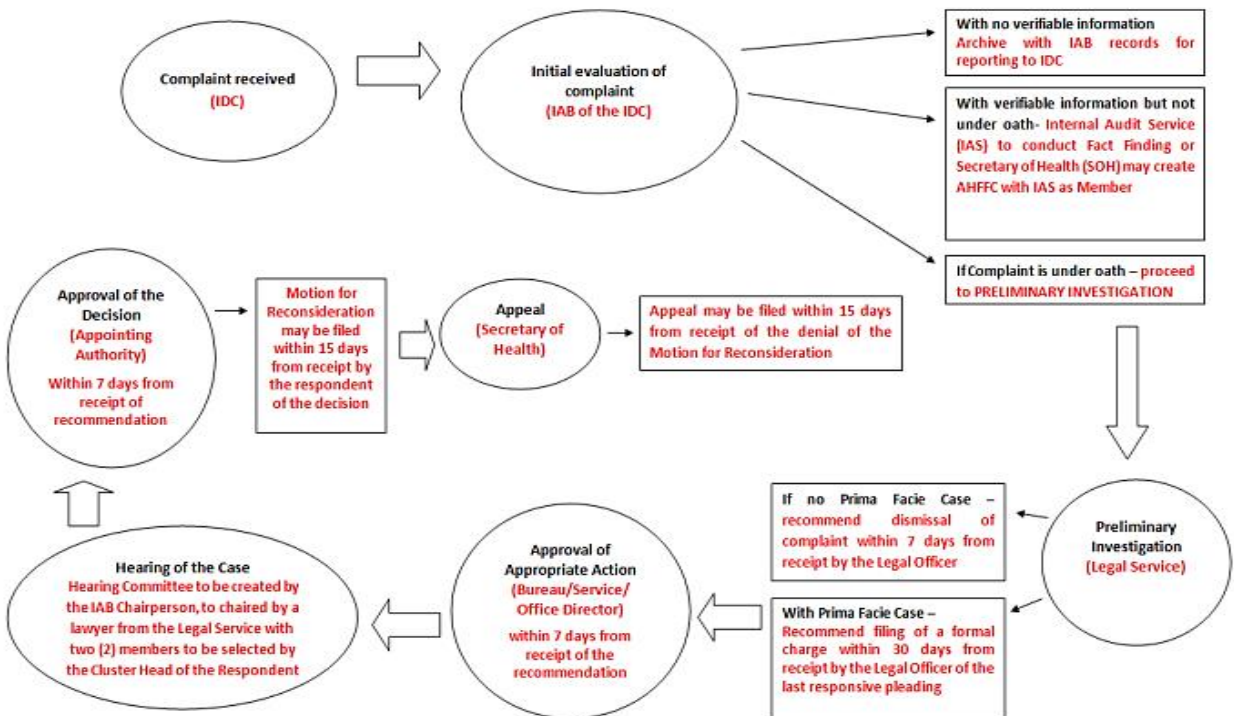 Complaint received
(IDC)
Initial evaluation of
complaint
(IAB of the IDC)
With no verifiable information
Archive with IAB records for
reporting to IDC
With verifiable information but not
under oath- Internal Audit Service
(IAS) to conduct Fact Finding or
Secretary of Health (SOH) may create
AHFFC with IAS as Member
If Complaint is under oath – proceed
to PRELIMINARY INVESTIGATION
Approval of the
Decision
(Appointing
Authority)
Within 7 days from
receipt of
recommendation
Motion for
Reconsideration
may be filed
within 15 days
from receipt by
the respondent
of the decision
Appeal
(Secretary of
Health)
Appeal may be filed within 15 days
from receipt of the denial of the
Motion for Reconsideration
Preliminary
Investigation
(Legal Service)
If no Prima Facie Case –
recommend dismissal of
complaint within 7 days from
receipt by the Legal Officer
With Prima Facie Case –
Recommend filing of a formal
charge within 30 days from
receipt by the Legal Officer of the
last responsive pleading
Approval of
Appropriate Action
(Bureau/Service/
Office Director)
within 7 days from
receipt of the
recommendation
Hearing of the Case
Hearing Committee to be created by
the IAB Chairperson, to chaired by a
lawyer from the Legal Service with
two (2) members to be selected by
the Cluster Head of the Respondent